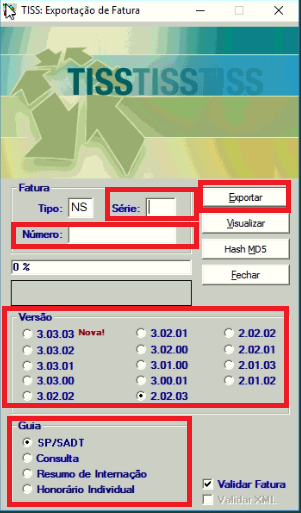 TISS: Exportação de Fatura
TISSTISSTISS
Fatura
Tipo: NS Série:
Número:
Exportar
Visualizar
Hash MD5
Fechar
0 %
Versão
3.03.03 Nova! 3.02.01 2.02.02
3.03.02 3.02.00 2.02.01
3.03.01 3.01.00 2.01.03
3.03.00 3.00.01 2.01.02
3.02.02 2.02.03
Guia
SP/SADT
Consulta
Resumo de Internação
Honorário Individual
Validar Fatura
Validar XML